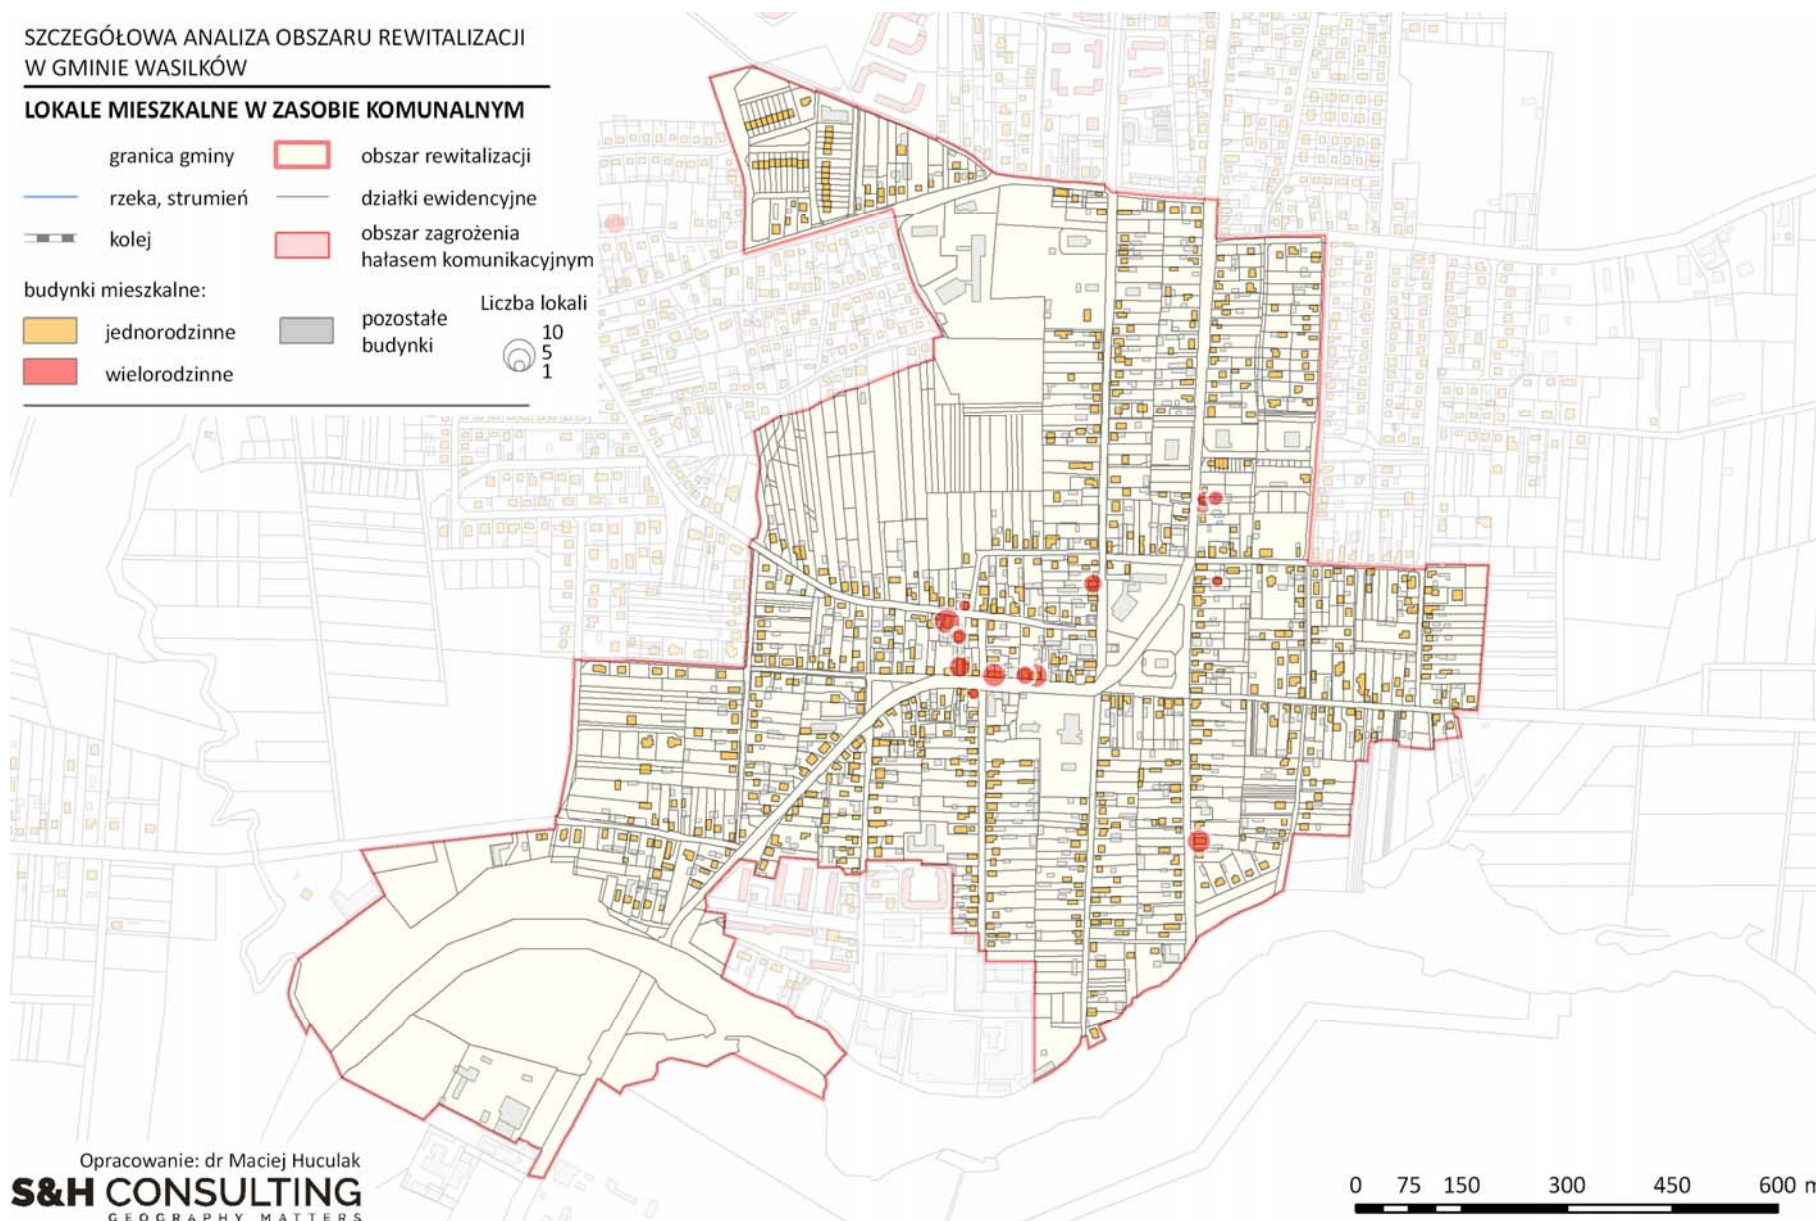 SZCZEGÓŁOWA ANALIZA OBSZARU REWITALIZACJI
W GMINIE WASILKÓW
LOKALE MIESZKALNE W ZASOBIE KOMUNALNYM
granica gminy
obszar rewitalizacji
rzeka, strumień
działki ewidencyjne
kolej
obszar zagrożenia
hałasem komunikacyjnym
budynki mieszkalne:
jednorodzinne
wielorodzinne
pozostałe
budynki
Liczba lokali
10
5
1
Opracowanie: dr Maciej Huculak
S&H CONSULTING
GEOGRAPHY MATTERS
0 75 150 300 450 600 m